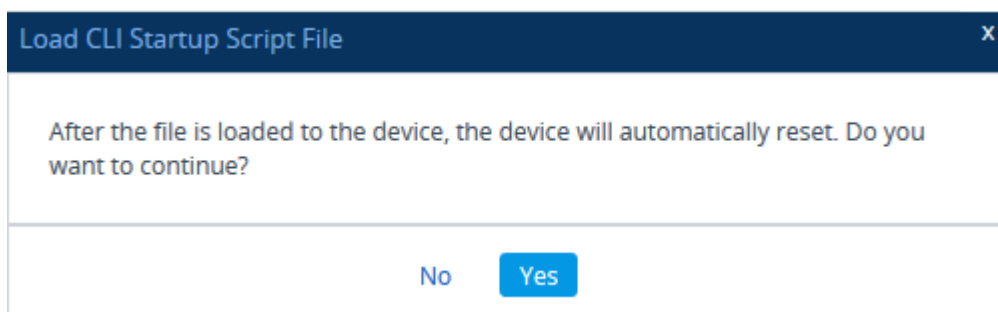 Load CLI Startup Script File
X
After the file is loaded to the device, the device will automatically reset. Do you
want to continue?
No
Yes